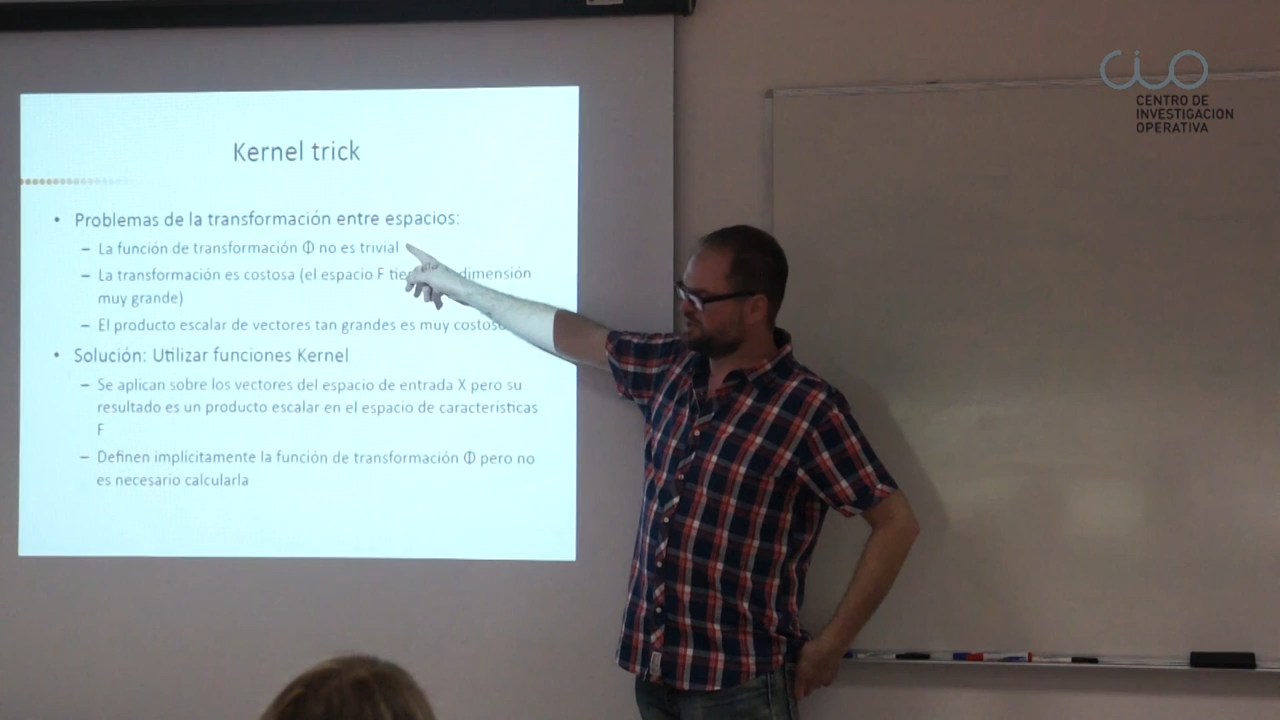 Kernel trick
• Problemas de la transformación entre espacios:
– La función de transformación Φ no es trivial
– La transformación es costosa (el espacio F dimensión
muy grande)
– El producto escalar de vectores tan grandes es muy
• Solución: Utilizar funciones Kernel
– Se aplican sobre los vectores del espacio de entrada X pero su
resultado es un producto escalar en el espacio de características
F
– Definen implícitamente la función de transformación Φ pero no
es necesario calcularla
CIO
CENTRO DE
INVESTIGACION
OPERATIVA